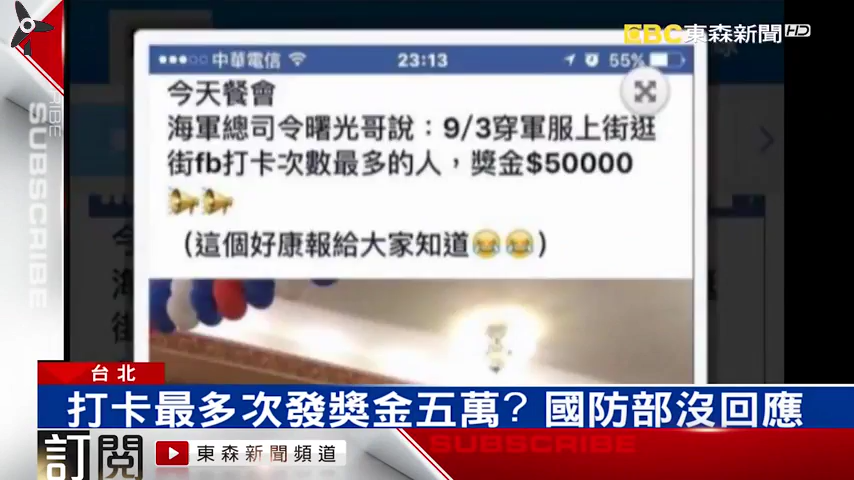 EBC東森新聞HD
中華電信 23:13 55%
今天餐會
海軍總司令曙光哥說：9/3穿軍服上街逛
街fb打卡次數最多的人，獎金$50000
（這個好康報給大家知道😂😂）
SUBSCRIBE
台北
打卡最多次發獎金五萬？國防部沒回應
SUBSCRIBE
訂閱
東森新聞頻道